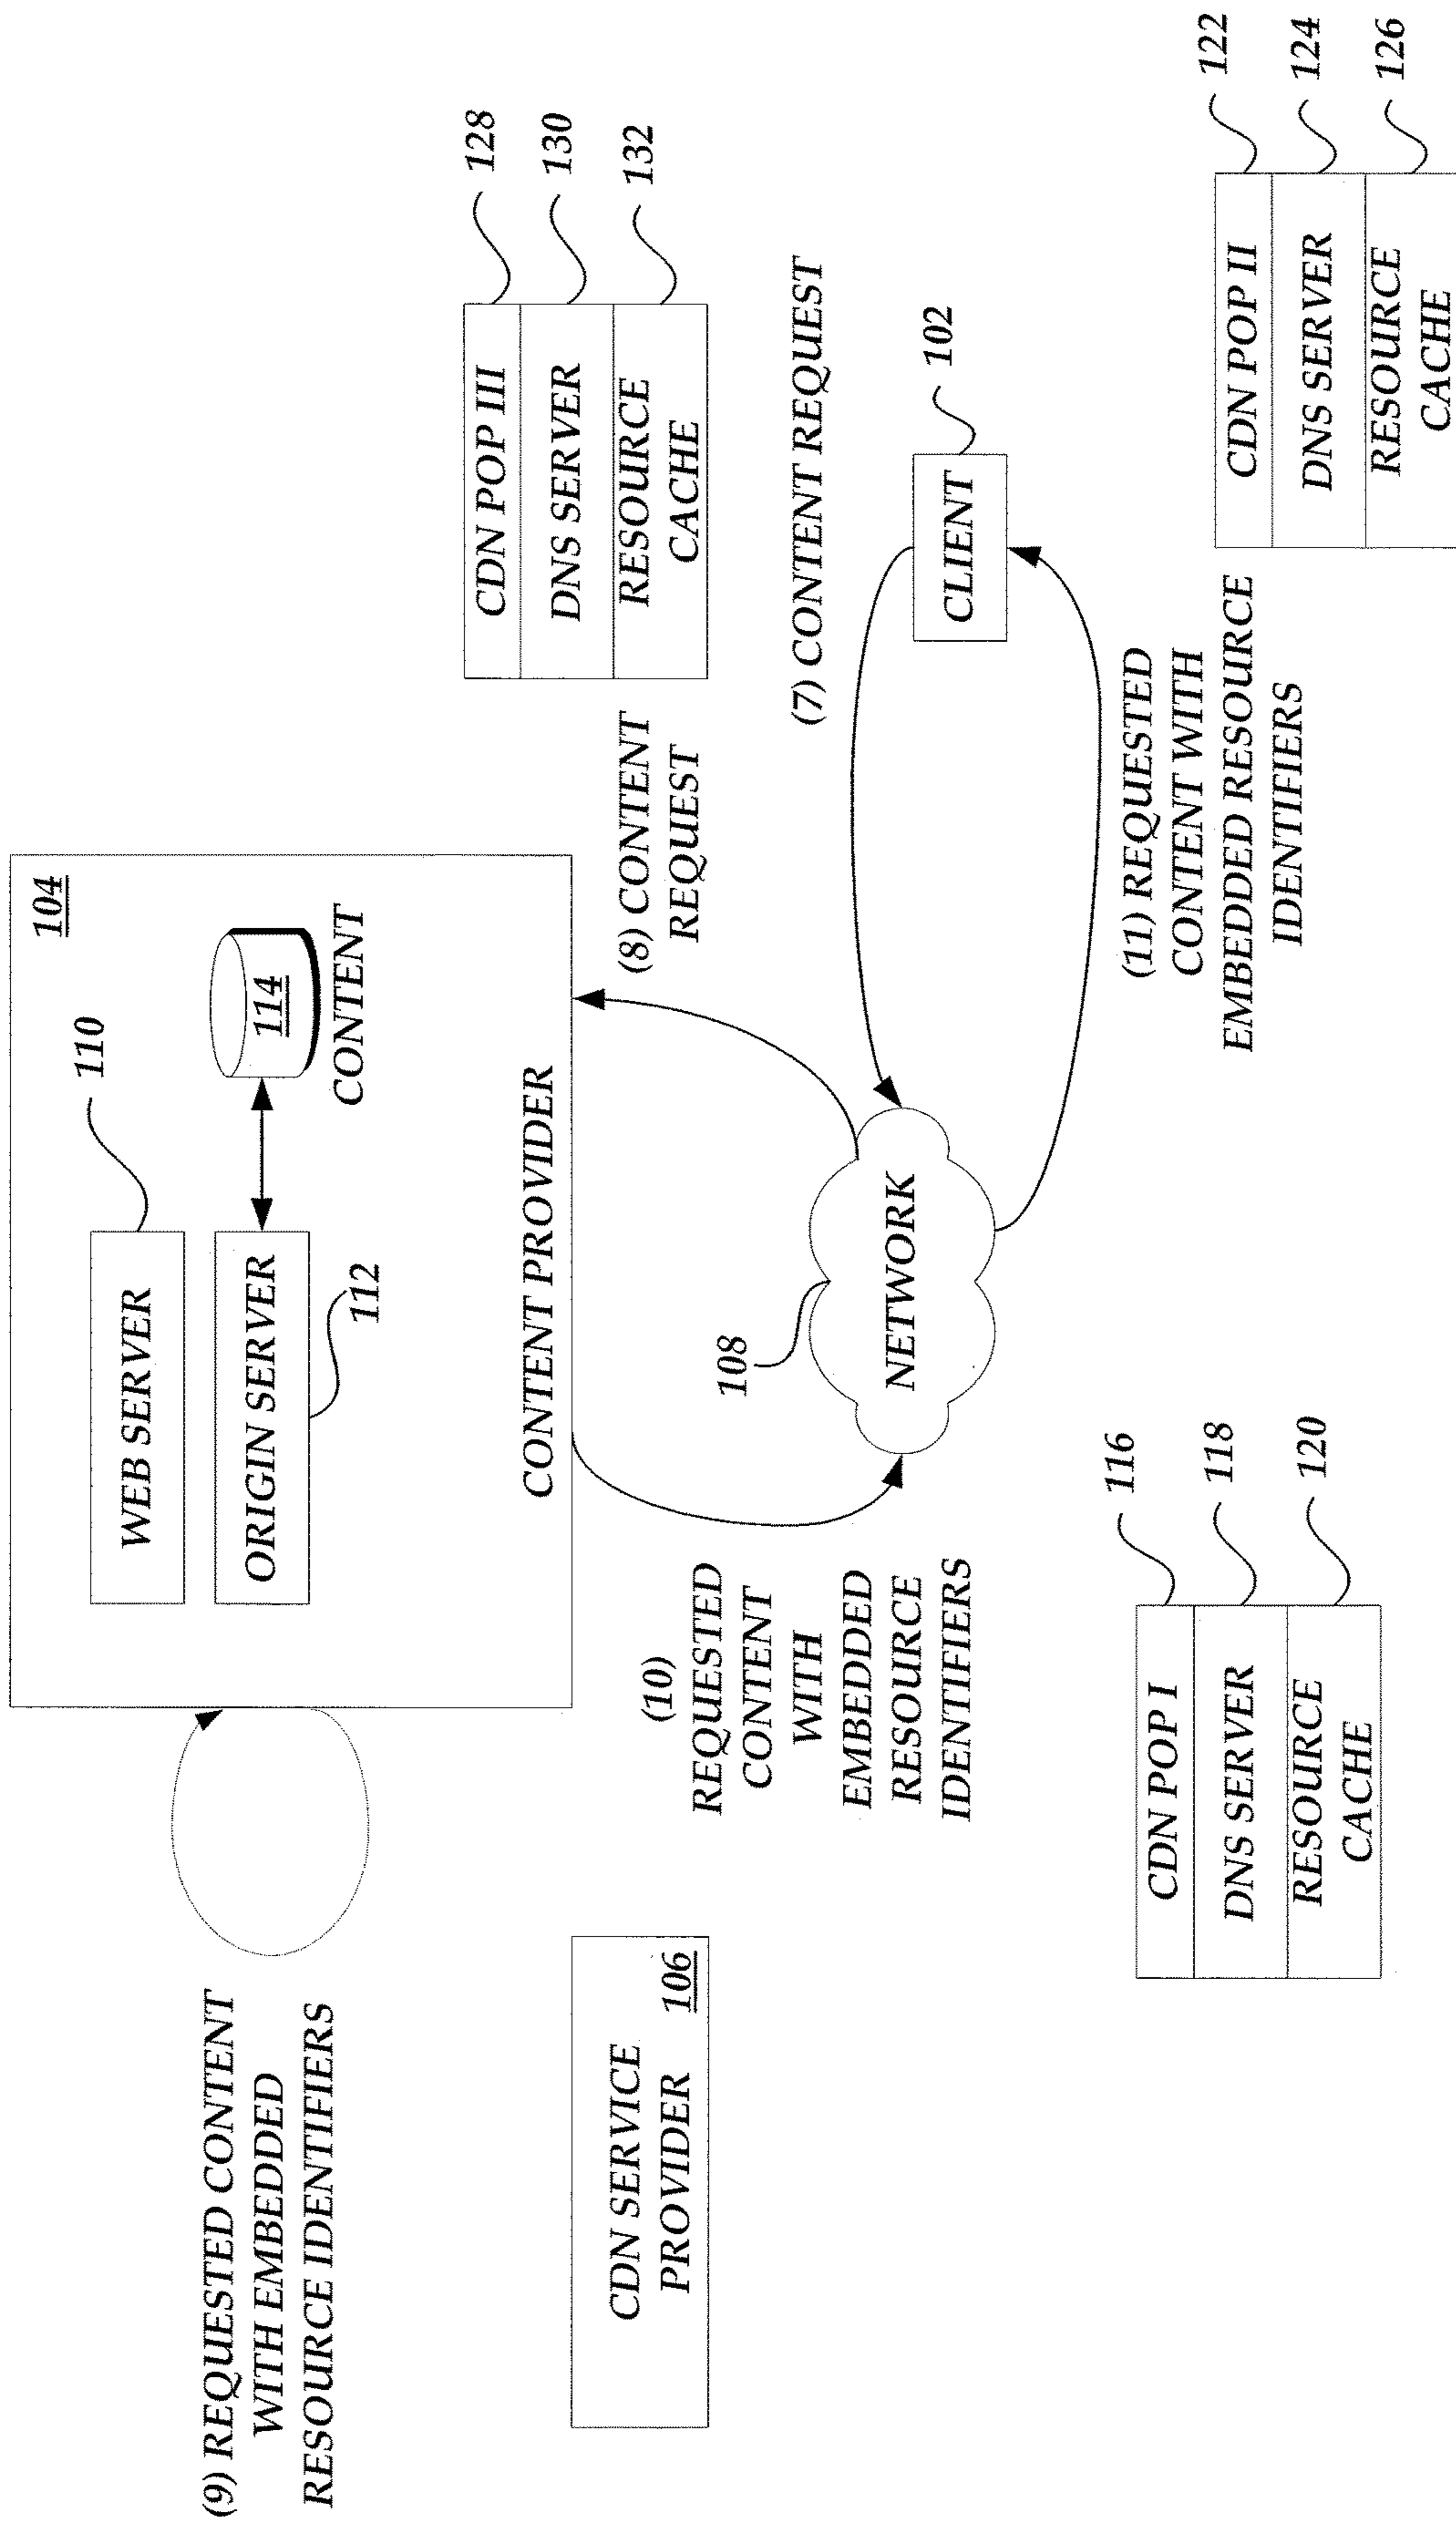 104
WEB SERVER
110
ORIGIN SERVER
112
114
CONTENT
CONTENT PROVIDER
(9) REQUESTED CONTENT
WITH EMBEDDED
RESOURCE IDENTIFIERS
CDN SERVICE
PROVIDER
106
(8) CONTENT
REQUEST
CDN POP III
128
DNS SERVER
130
RESOURCE
CACHE
132
(10)
REQUESTED
CONTENT
WITH
EMBEDDED
RESOURCE
IDENTIFIERS
108
NETWORK
(7) CONTENT REQUEST
CLIENT
102
(11) REQUESTED
CONTENT WITH
EMBEDDED RESOURCE
IDENTIFIERS
CDN POP I
116
DNS SERVER
118
RESOURCE
CACHE
120
CDN POP II
122
DNS SERVER
124
RESOURCE
CACHE
126